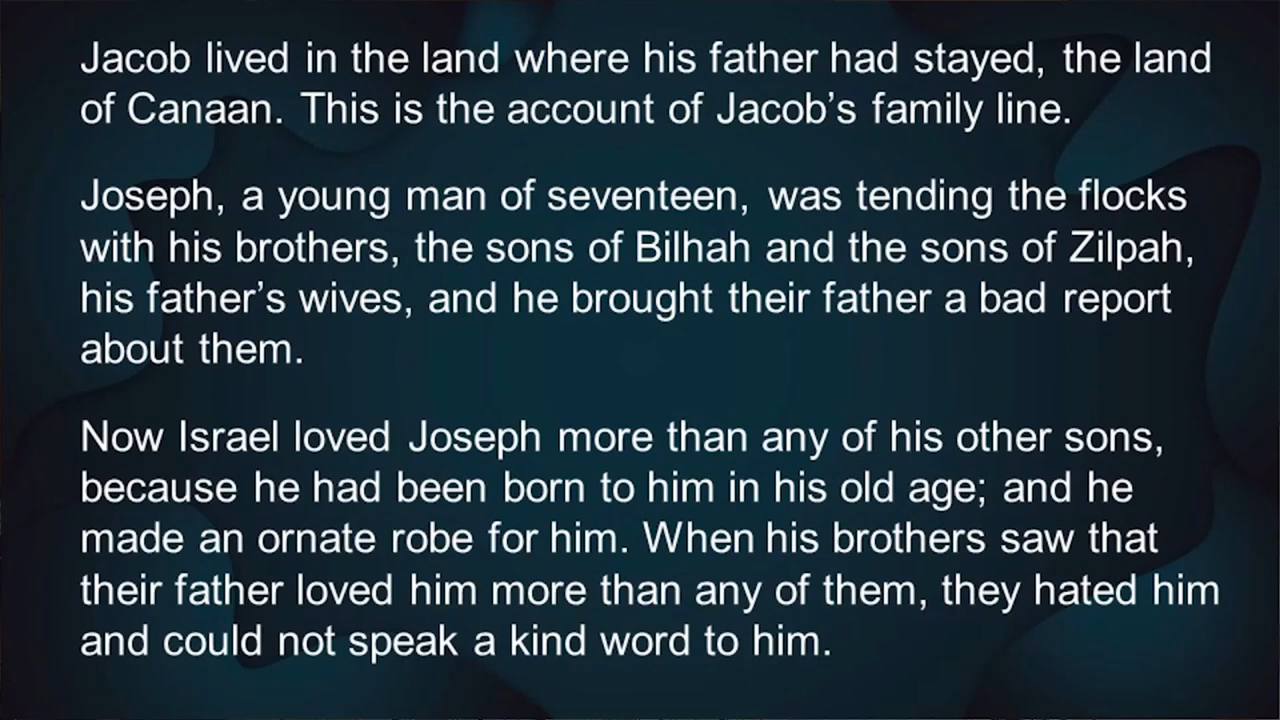 Jacob lived in the land where his father had stayed, the land
of Canaan. This is the account of Jacob’s family line.
Joseph, a young man of seventeen, was tending the flocks
with his brothers, the sons of Bilhah and the sons of Zilpah,
his father’s wives, and he brought their father a bad report
about them.
Now Israel loved Joseph more than any of his other sons,
because he had been born to him in his old age; and he
made an ornate robe for him. When his brothers saw that
their father loved him more than any of them, they hated him
and could not speak a kind word to him.